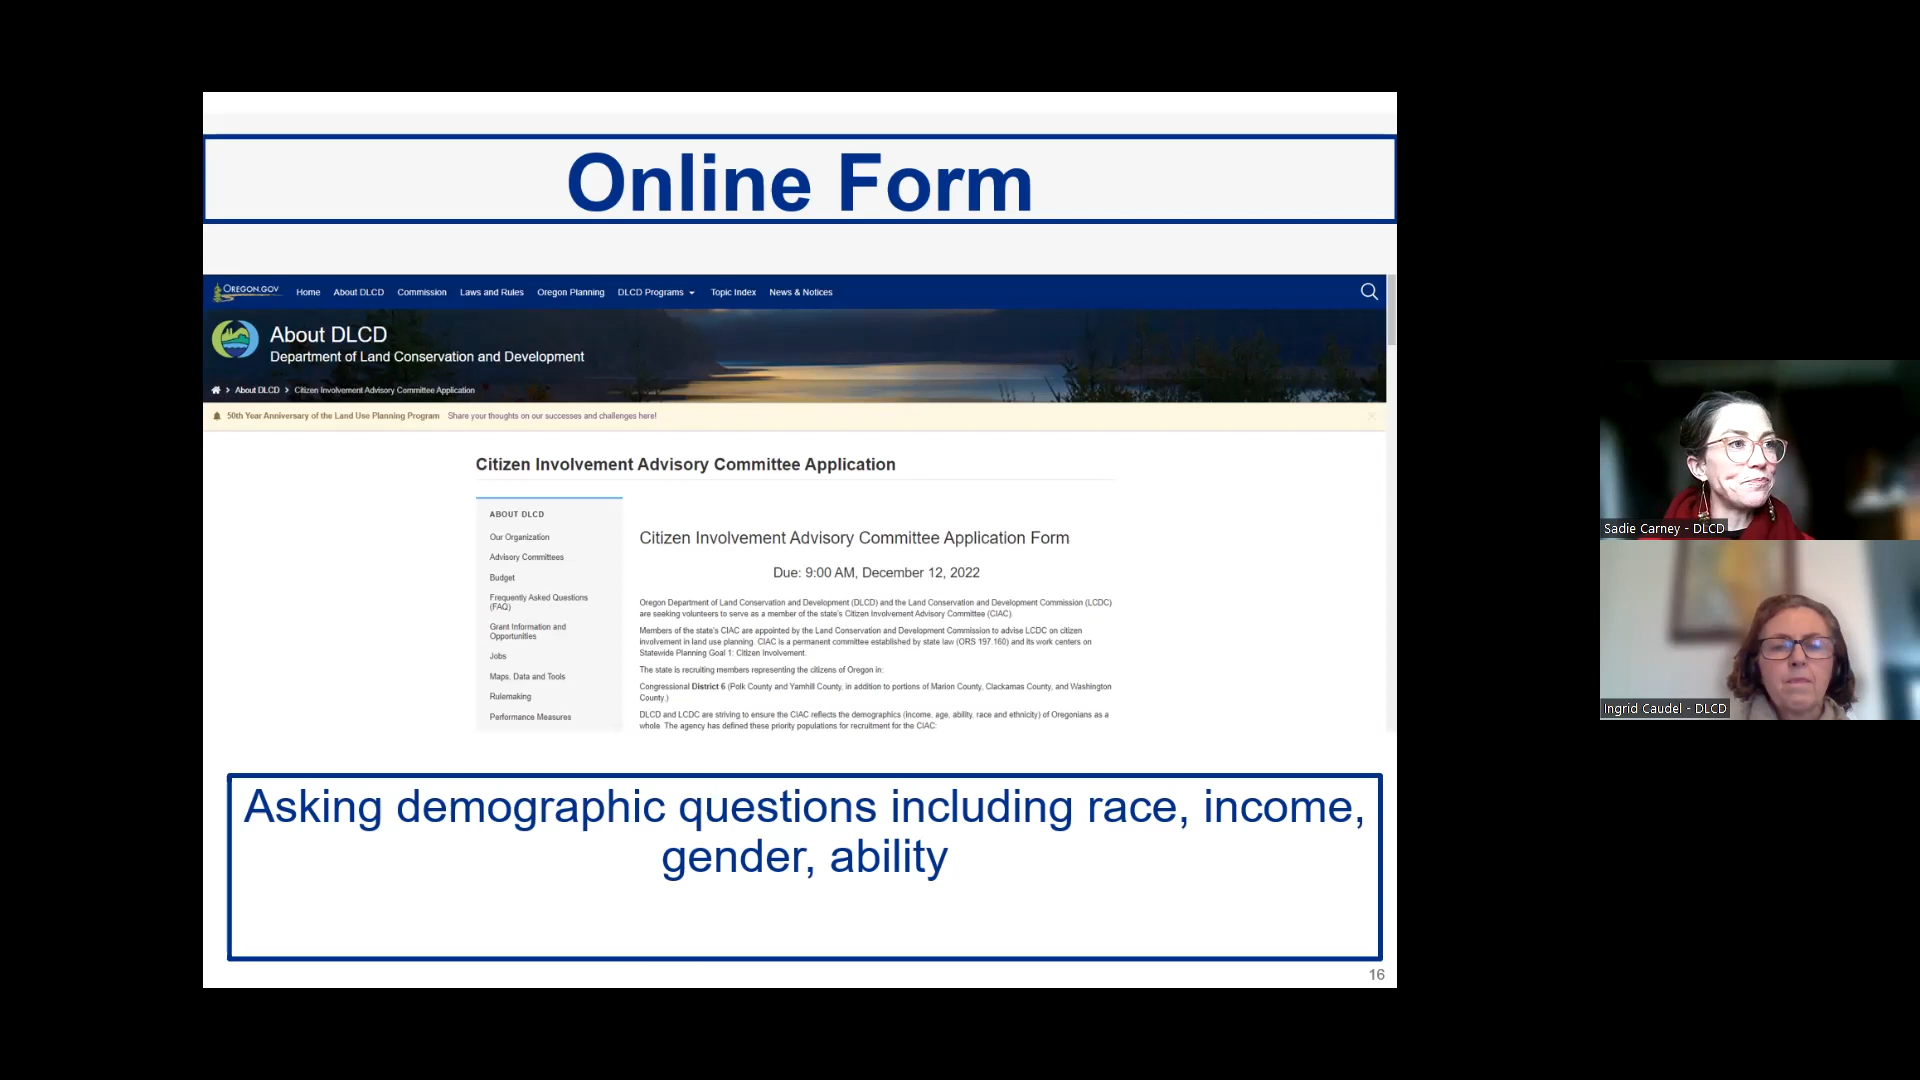 Online Form
OREGON.GOV Home About DLCD Commission Laws and Rules Oregon Planning DLCD Programs Topic Index News & Notices
About DLCD
Department of Land Conservation and Development
About DLCD > Citizen Involvement Advisory Committee Application
50th Year Anniversary of the Land Use Planning Program Share your thoughts on our successes and challenges here!
Citizen Involvement Advisory Committee Application
ABOUT DLCD
Our Organization
Advisory Committees
Budget
Frequently Asked Questions
(FAQ)
Grant Information and
Opportunities
Jobs
Maps, Data and Tools
Rulemaking
Performance Measures
Citizen Involvement Advisory Committee Application Form
Due: 9:00 AM, December 12, 2022
Oregon Department of Land Conservation and Development (DLCD) and the Land Conservation and Development Commission (LCDC)
are seeking volunteers to serve as a member of the state's Citizen Involvement Advisory Committee (CIAC).
Members of the state's CIAC are appointed by the Land Conservation and Development Commission to advise LCDC on citizen
involvement in land use planning. CIAC is a permanent committee established by state law (ORS 197.160) and its work centers on
Statewide Planning Goal 1: Citizen Involvement.
The state is recruiting members representing the citizens of Oregon in:
Congressional District 6 (Polk County and Yamhill County, in addition to portions of Marion County, Clackamas County, and Washington
County.)
DLCD and LCDC are striving to ensure the CIAC reflects the demographics (income, age, ability, race and ethnicity) of Oregonians as a
whole. The agency has defined these priority populations for recruitment for the CIAC:
Asking demographic questions including race, income,
gender, ability
16
Sadie Carney - DLCD
Ingrid Caudel - DLCD